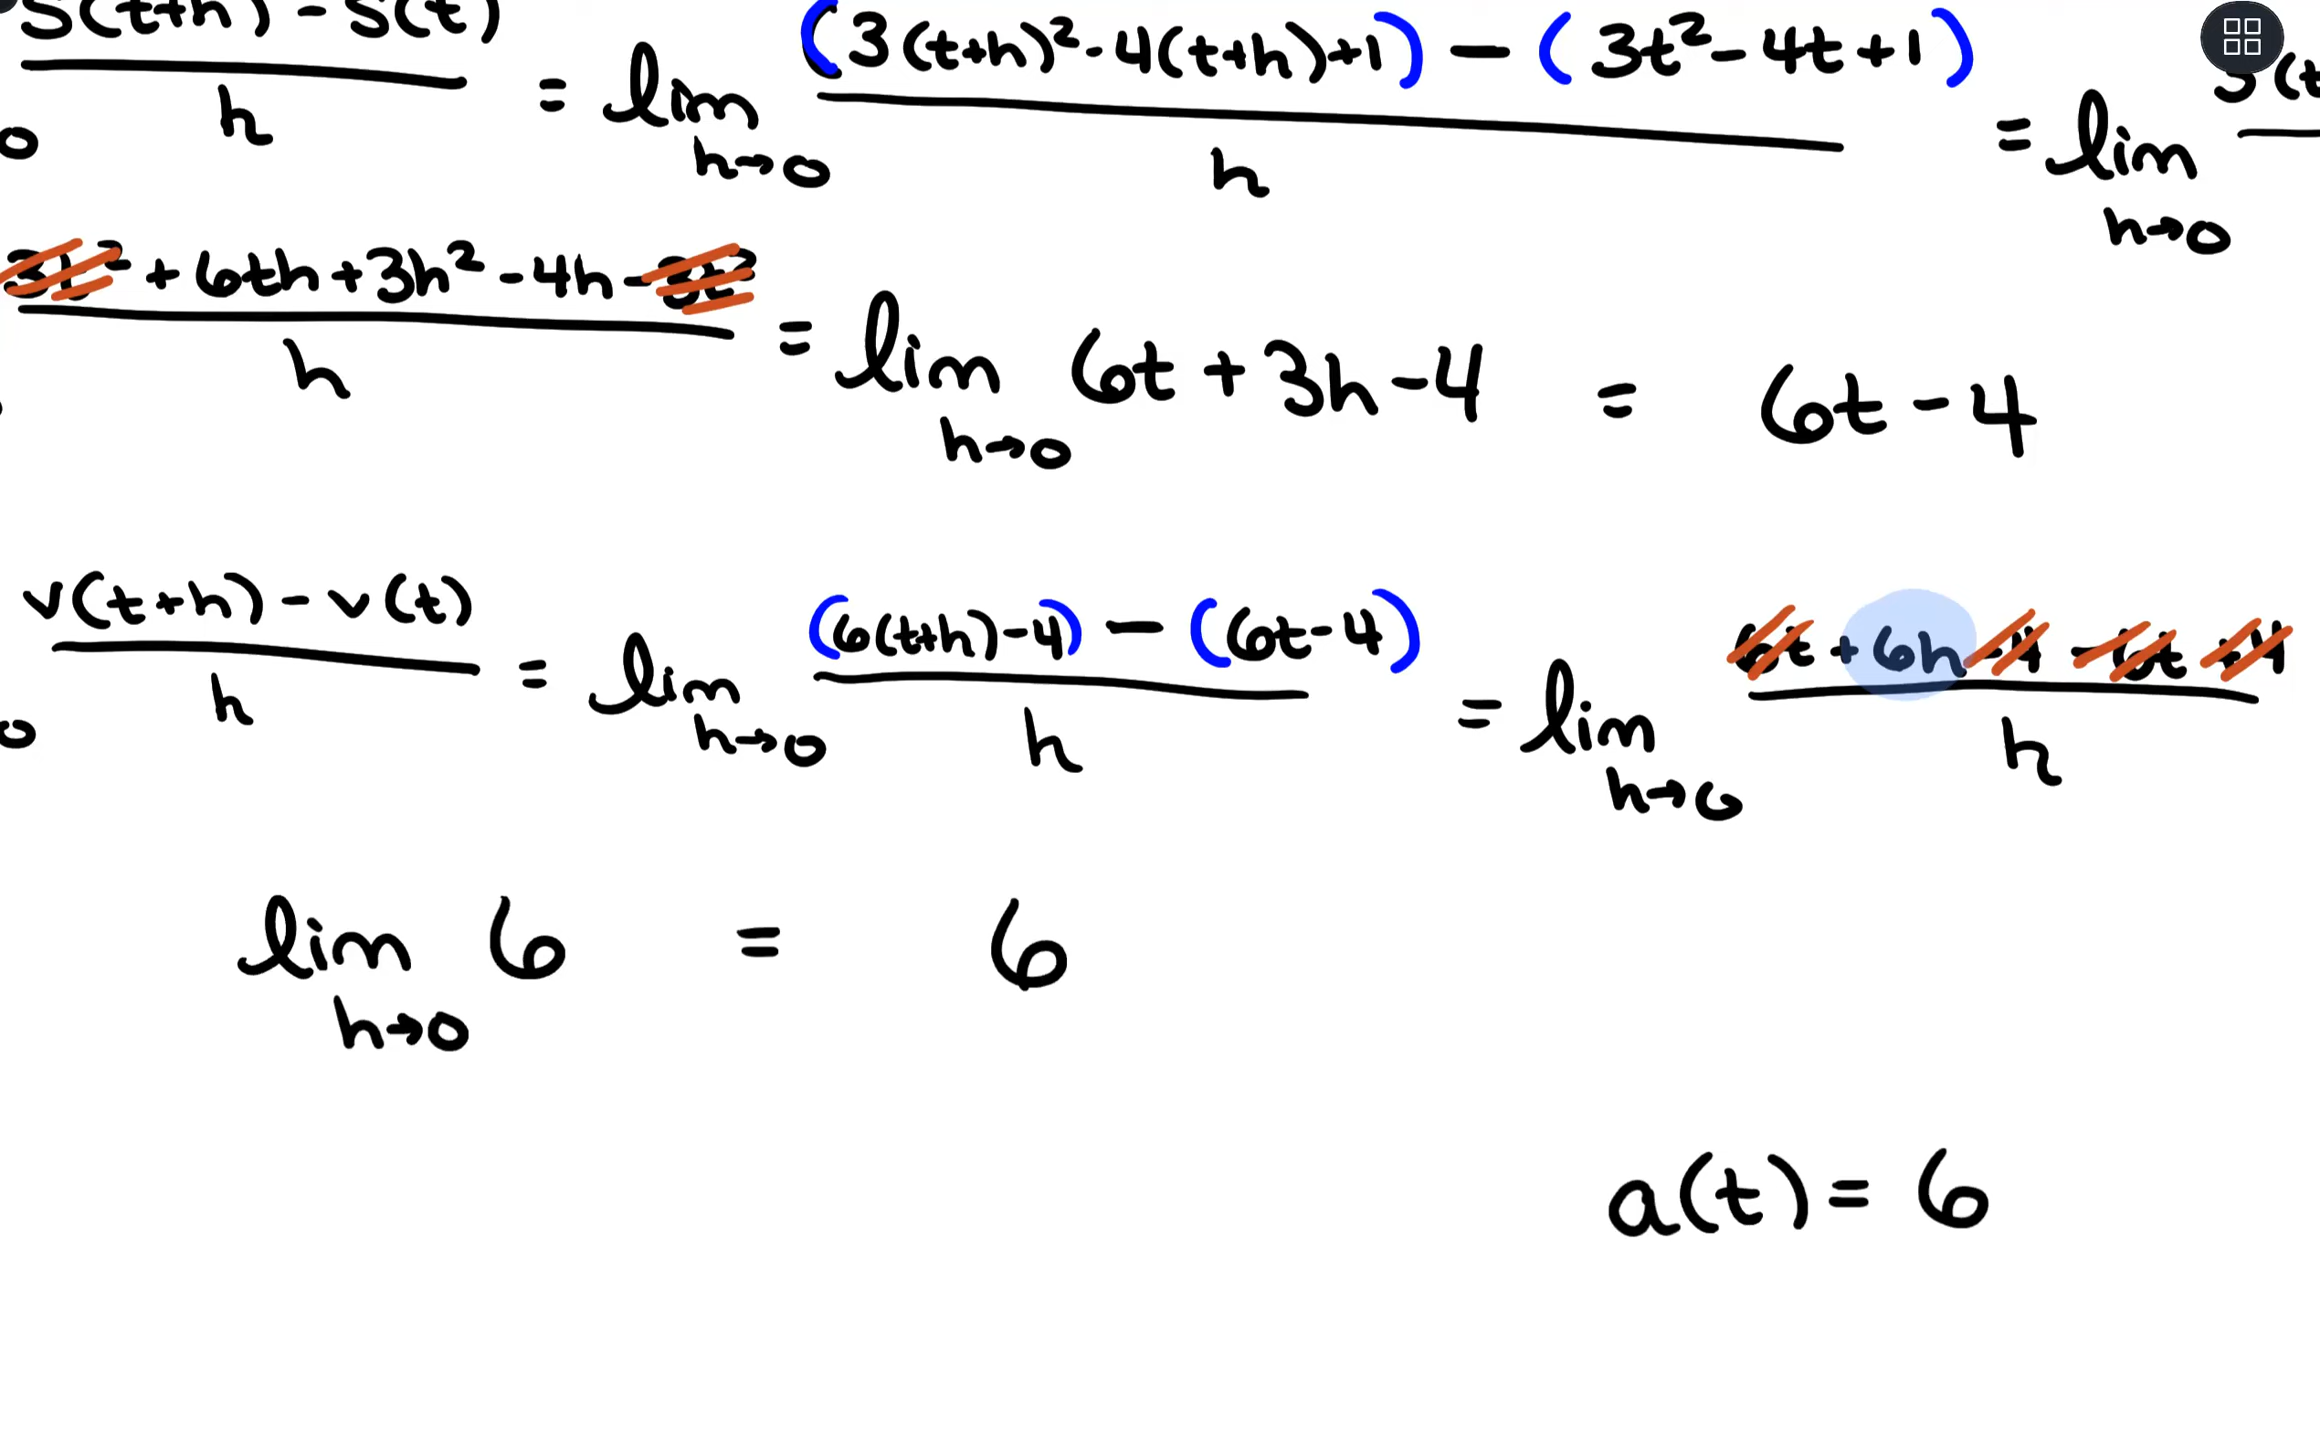 S(t+h) - S(t) / h = lim h→0 (3(t+h)² - 4(t+h) + 1) - (3t² - 4t + 1) / h = lim h→0
3t² + 6th + 3h² - 4h - 3t² / h = lim h→0 6t + 3h - 4 = 6t - 4
v(t+h) - v(t) / h = lim h→0 (6(t+h) - 4) - (6t - 4) / h = lim h→0 6t + 6h - 4 - 6t + 4 / h
lim h→0 6 = 6
a(t) = 6